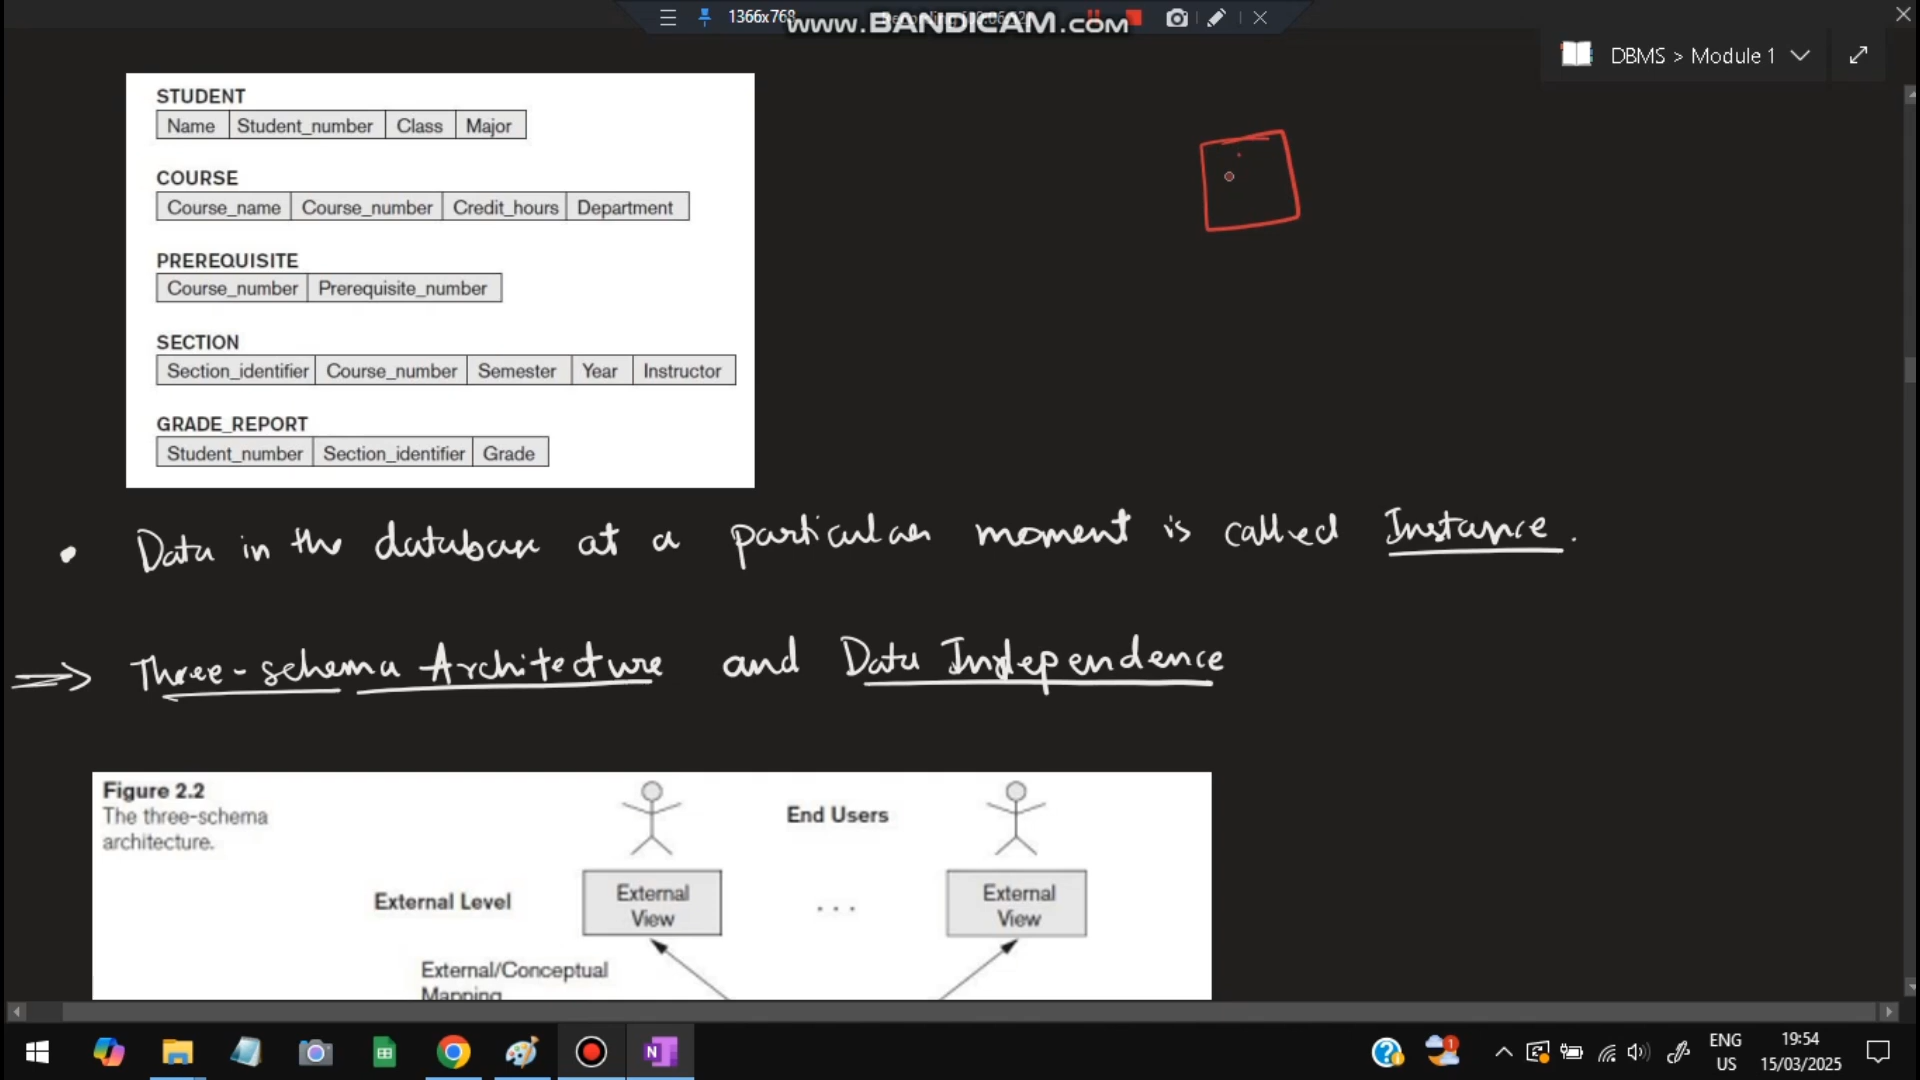 1366x768
www.BANDICAM.com
DBMS > Module 1
STUDENT
Name Student_number Class Major
COURSE
Course_name Course_number Credit_hours Department
PREREQUISITE
Course_number Prerequisite_number
SECTION
Section_identifier Course_number Semester Year Instructor
GRADE_REPORT
Student_number Section_identifier Grade
• Data in the database at a particular moment is called Instance.
⇒ Three-schema Architecture and Data Independence
Figure 2.2
The three-schema
architecture.
End Users
External Level
External
View
. . .
External
View
External/Conceptual
Mapping
N
1
ENG
US
19:54
15/03/2025